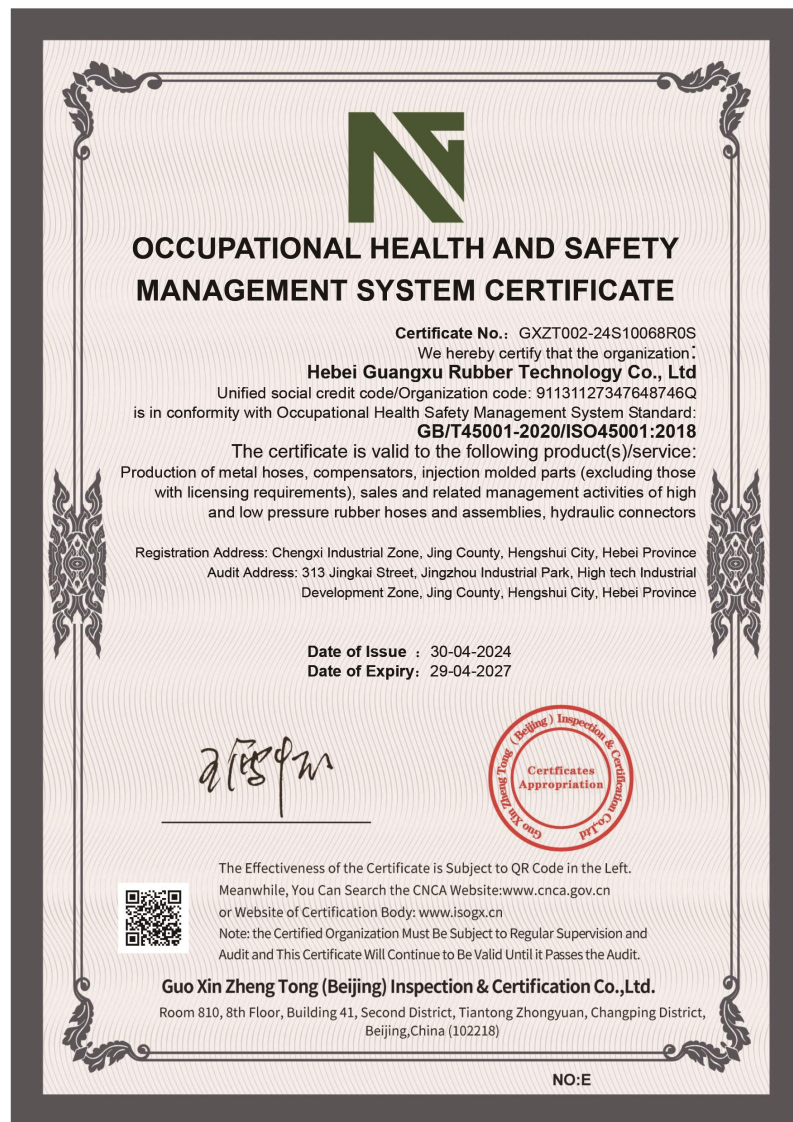 OCCUPATIONAL HEALTH AND SAFETY
MANAGEMENT SYSTEM CERTIFICATE
Certificate No.：GXZT002-24S10068R0S
We hereby certify that the organization：
Hebei Guangxu Rubber Technology Co., Ltd
Unified social credit code/Organization code: 91131127347648746Q
is in conformity with Occupational Health Safety Management System Standard:
GB/T45001-2020/ISO45001:2018
The certificate is valid to the following product(s)/service:
Production of metal hoses, compensators, injection molded parts (excluding those
with licensing requirements), sales and related management activities of high
and low pressure rubber hoses and assemblies, hydraulic connectors
Registration Address: Chengxi Industrial Zone, Jing County, Hengshui City, Hebei Province
Audit Address: 313 Jingkai Street, Jingzhou Industrial Park, High tech Industrial
Development Zone, Jing County, Hengshui City, Hebei Province
Date of Issue ：30-04-2024
Date of Expiry：29-04-2027
Guo Xin Zheng Tong (Beijing) Inspection & Certification Co.,Ltd
Certficates
Appropriation
The Effectiveness of the Certificate is Subject to QR Code in the Left.
Meanwhile, You Can Search the CNCA Website:www.cnca.gov.cn
or Website of Certification Body: www.isogx.cn
Note: the Certified Organization Must Be Subject to Regular Supervision and
Audit and This Certificate Will Continue to Be Valid Until it Passes the Audit.
Guo Xin Zheng Tong (Beijing) Inspection & Certification Co.,Ltd.
Room 810, 8th Floor, Building 41, Second District, Tiantong Zhongyuan, Changping District,
Beijing,China (102218)
NO:E